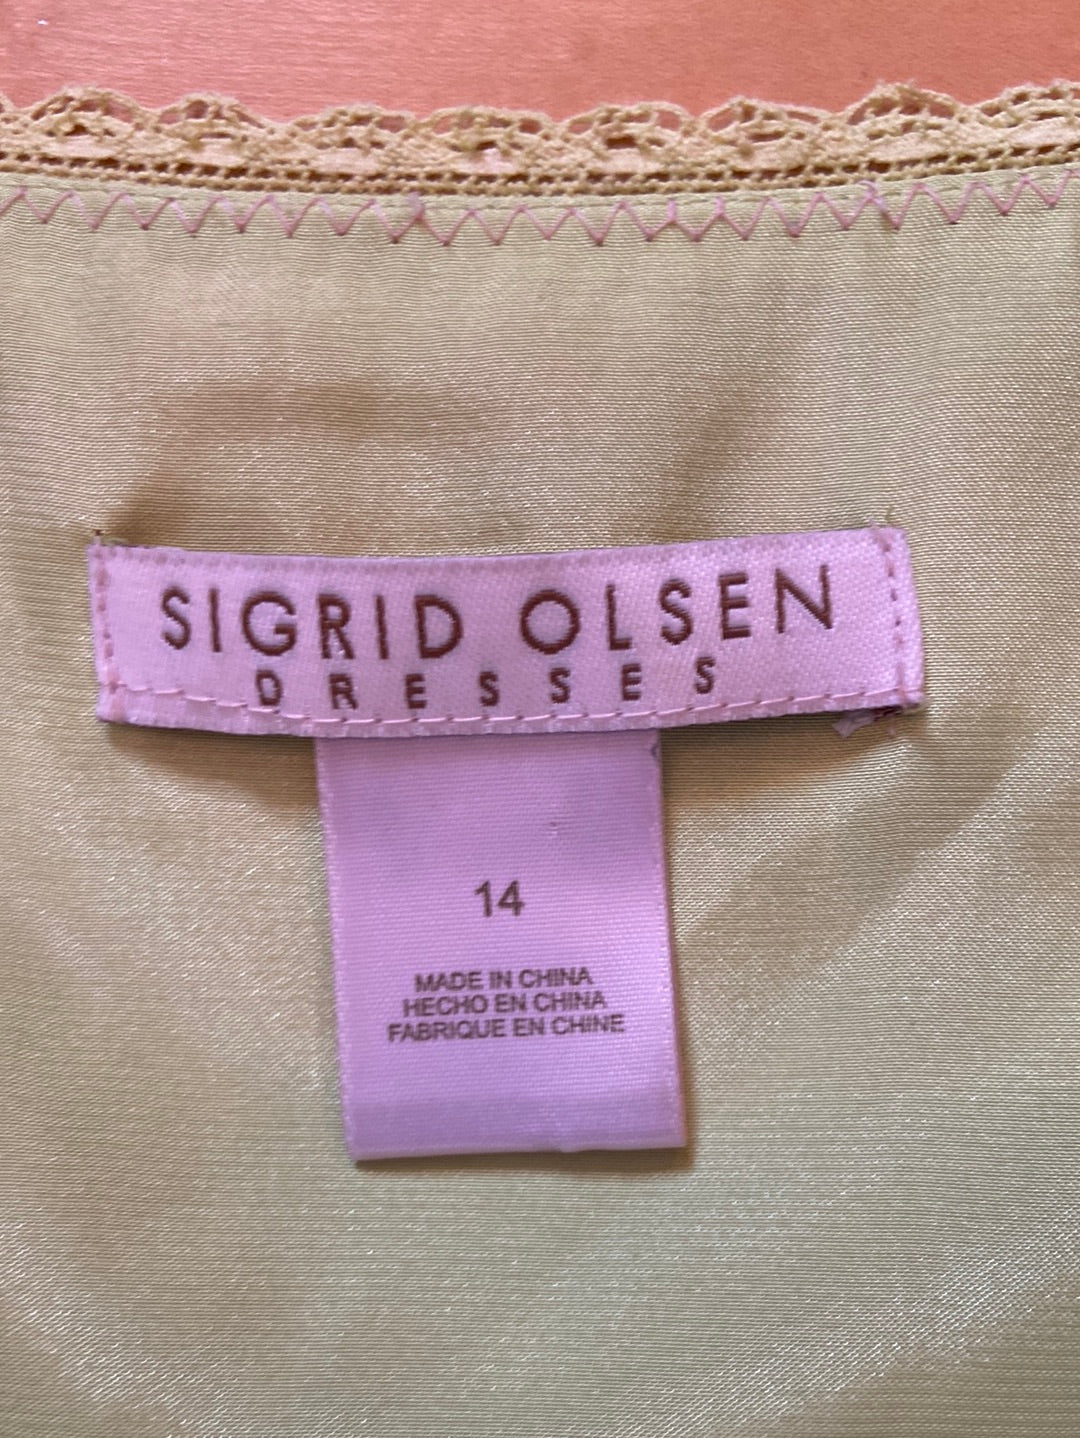 SIGRID OLSEN
DRESSES
14
MADE IN CHINA
HECHO EN CHINA
FABRIQUE EN CHINE